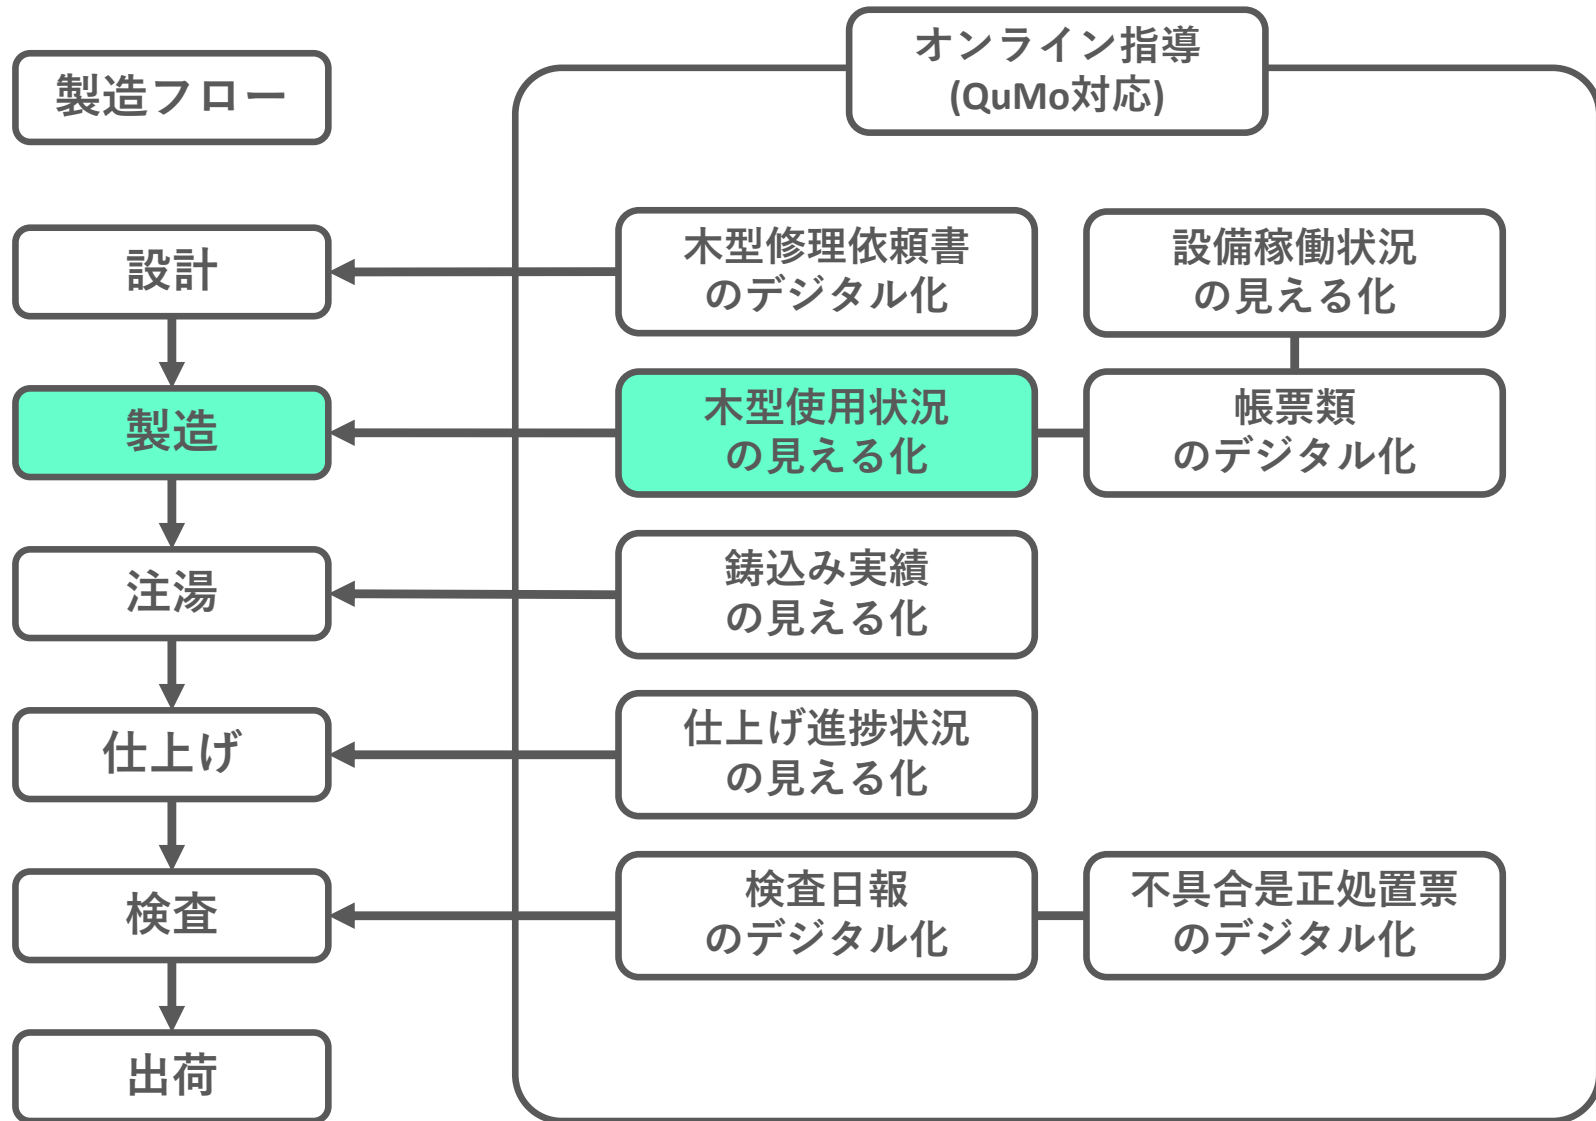 製造フロー
オンライン指導
(QuMo対応)
設計
木型修理依頼書
のデジタル化
設備稼働状況
の見える化
製造
木型使用状況
の見える化
帳票類
のデジタル化
注湯
鋳込み実績
の見える化
仕上げ
仕上げ進捗状況
の見える化
検査
検査日報
のデジタル化
不具合是正処置票
のデジタル化
出荷